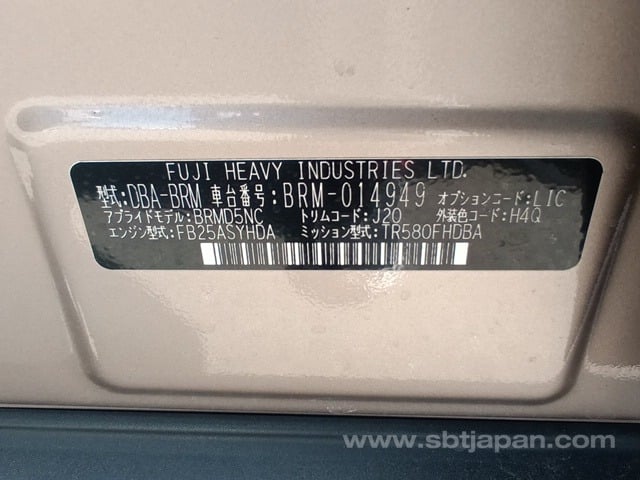 FUJI HEAVY INDUSTRIES LTD.
型式:DBA-BRM 車台番号:BRM-014949 オプションコード:LIC
アプライドモデル:BRMD5NC トリムコード:J20 外装色コード:H4Q
エンジン型式:FB25ASYHDA ミッション型式:TR580FHDBA
www.sbtjapan.com